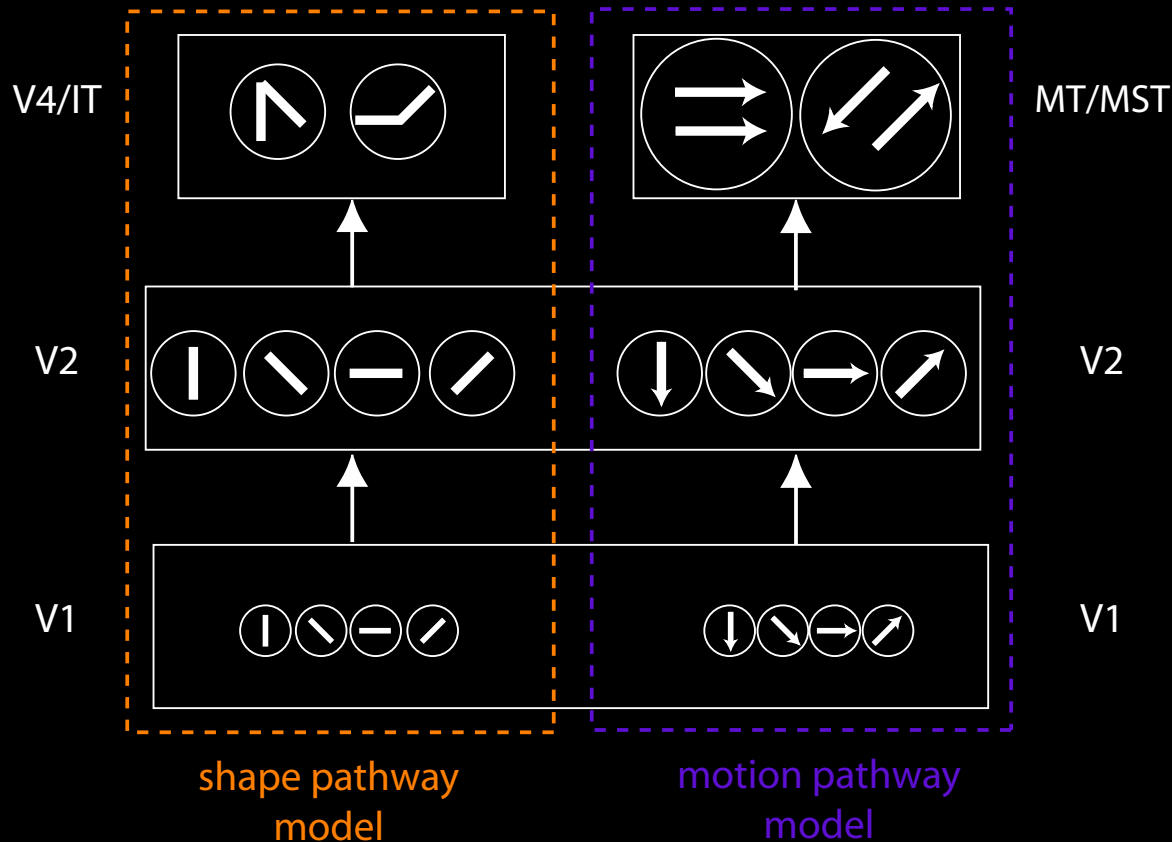 V4/IT
MT/MST
V2
V2
V1
V1
shape pathway
model
motion pathway
model